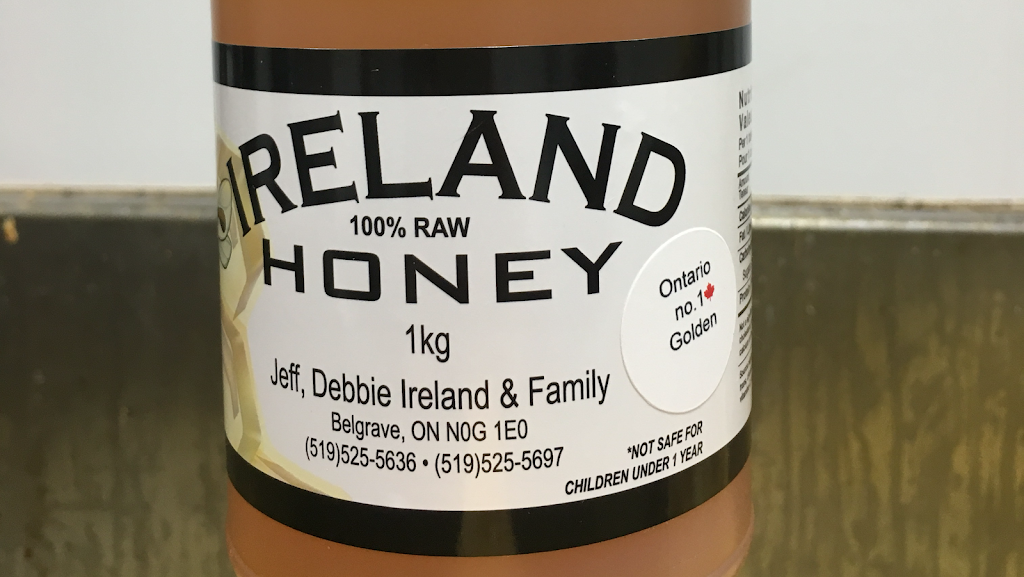 IRELAND
100% RAW
HONEY
1kg
Jeff, Debbie Ireland & Family
Belgrave, ON N0G 1E0
(519)525-5636 • (519)525-5697
*NOT SAFE FOR
CHILDREN UNDER 1 YEAR
Ontario
no.1
Golden